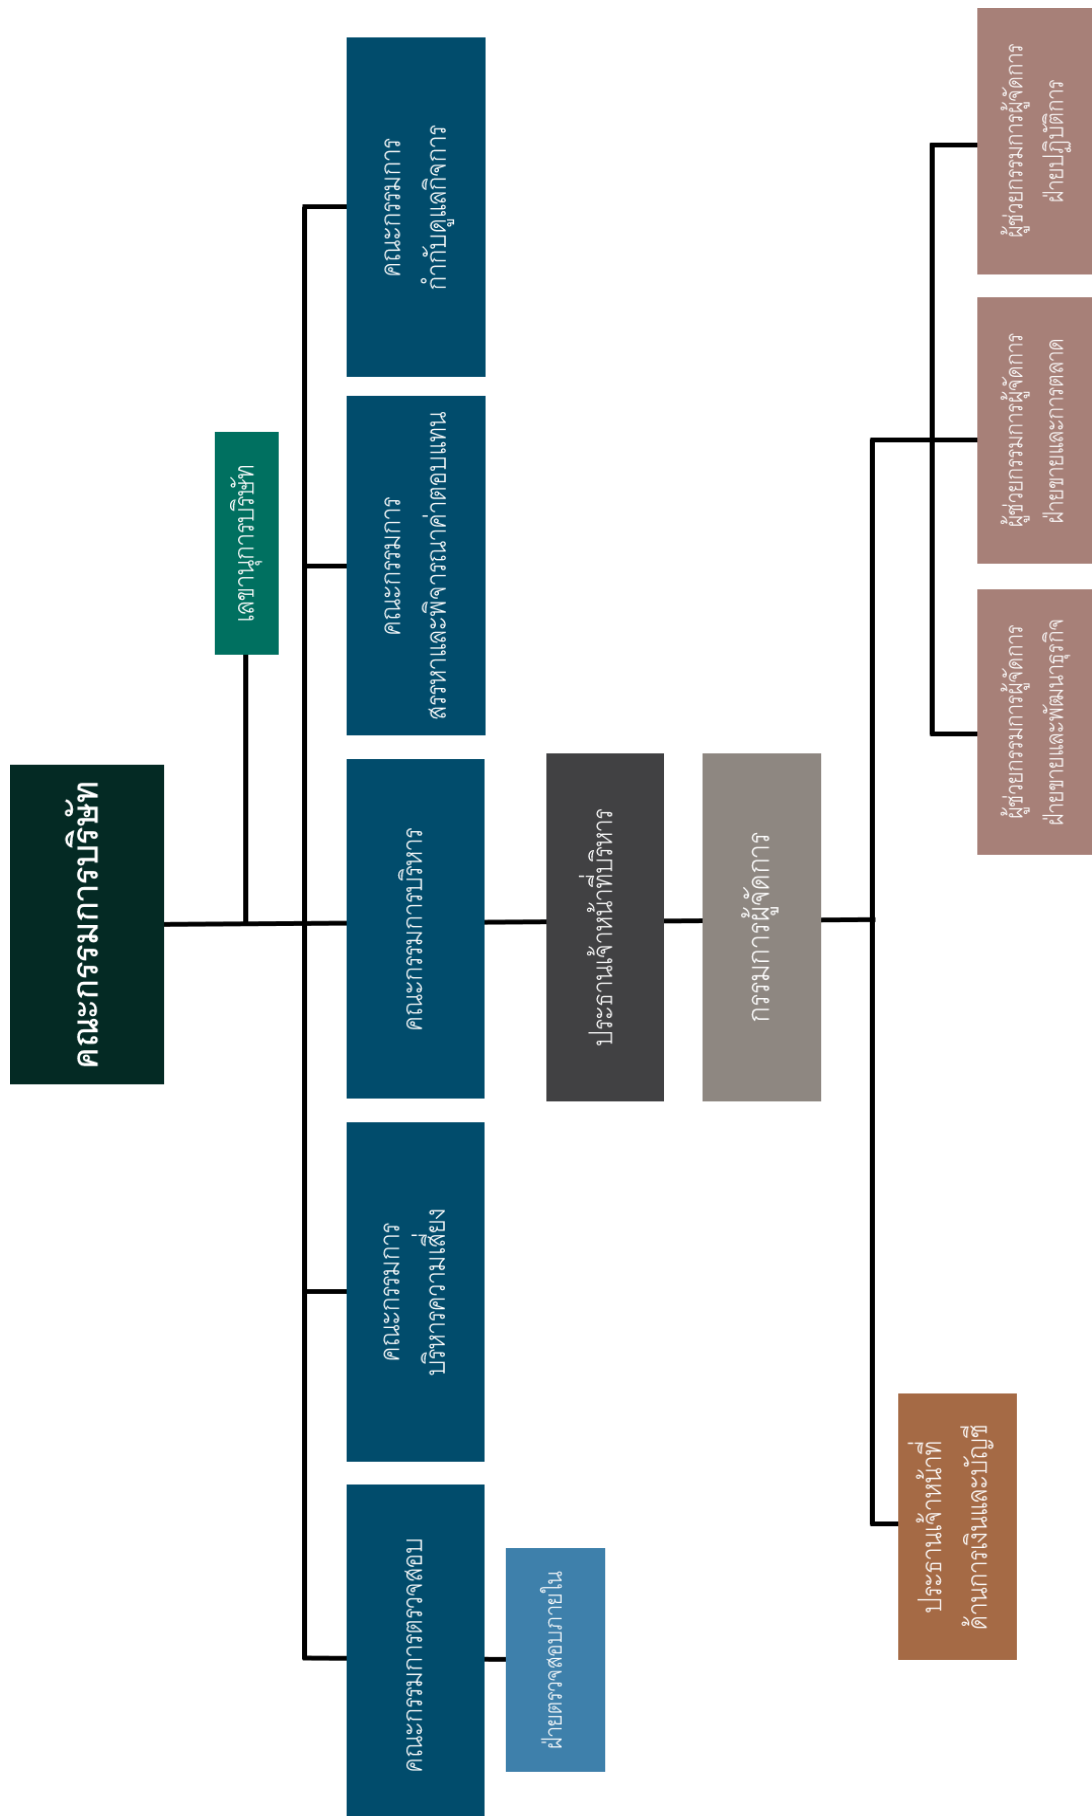 คณะกรรมการบริษัท
เลขานุการบริษัท
คณะกรรมการตรวจสอบ
คณะกรรมการ
บริหารความเสี่ยง
คณะกรรมการบริหาร
คณะกรรมการ
สรรหาและพิจารณาค่าตอบแทน
คณะกรรมการ
กำกับดูแลกิจการ
ฝ่ายตรวจสอบภายใน
ประธานเจ้าหน้าที่บริหาร
กรรมการผู้จัดการ
ประธานเจ้าหน้าที่
ด้านการเงินและบัญชี
ผู้ช่วยกรรมการผู้จัดการ
ฝ่ายขายและพัฒนาธุรกิจ
ผู้ช่วยกรรมการผู้จัดการ
ฝ่ายขายและการตลาด
ผู้ช่วยกรรมการผู้จัดการ
ฝ่ายปฏิบัติการ